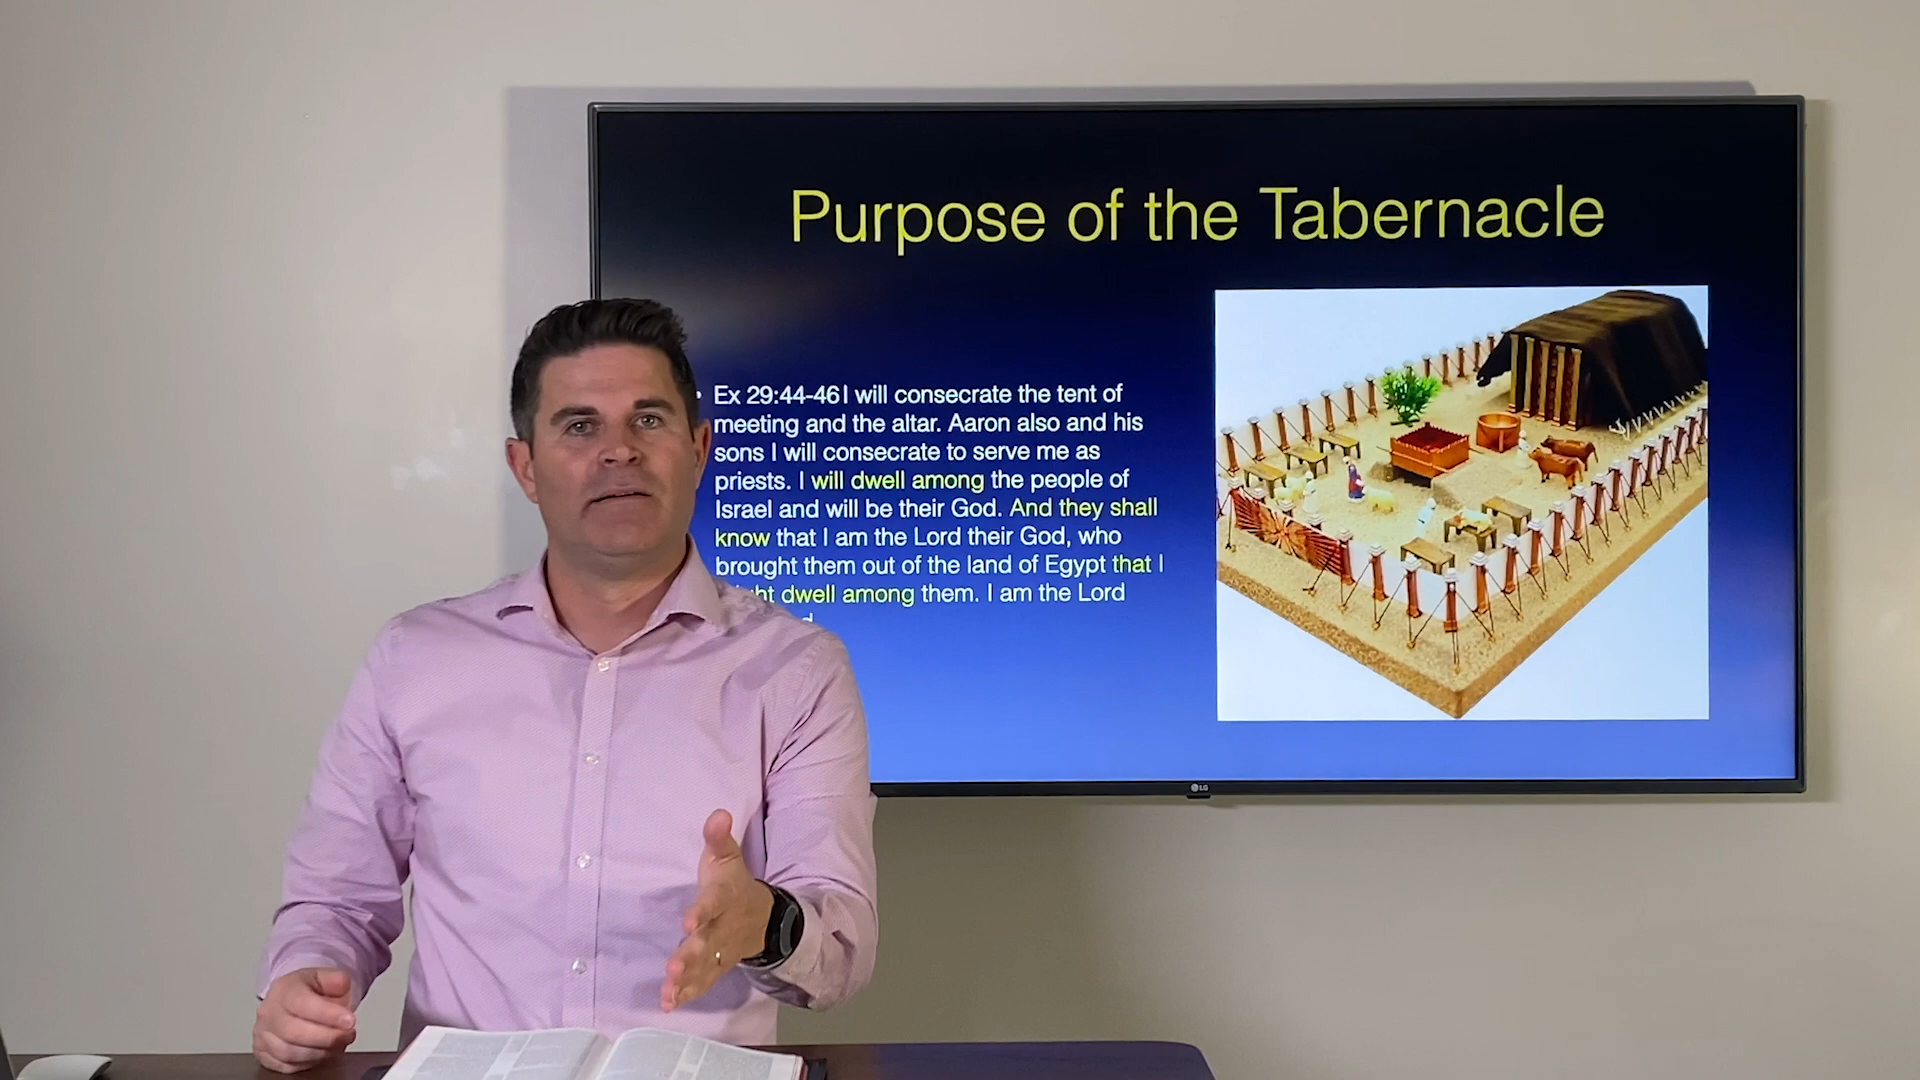 Purpose of the Tabernacle
Ex 29:44-46 I will consecrate the tent of
meeting and the altar. Aaron also and his
sons I will consecrate to serve me as
priests. I will dwell among the people of
Israel and will be their God. And they shall
know that I am the Lord their God, who
brought them out of the land of Egypt that I
dwell among them. I am the Lord
LG